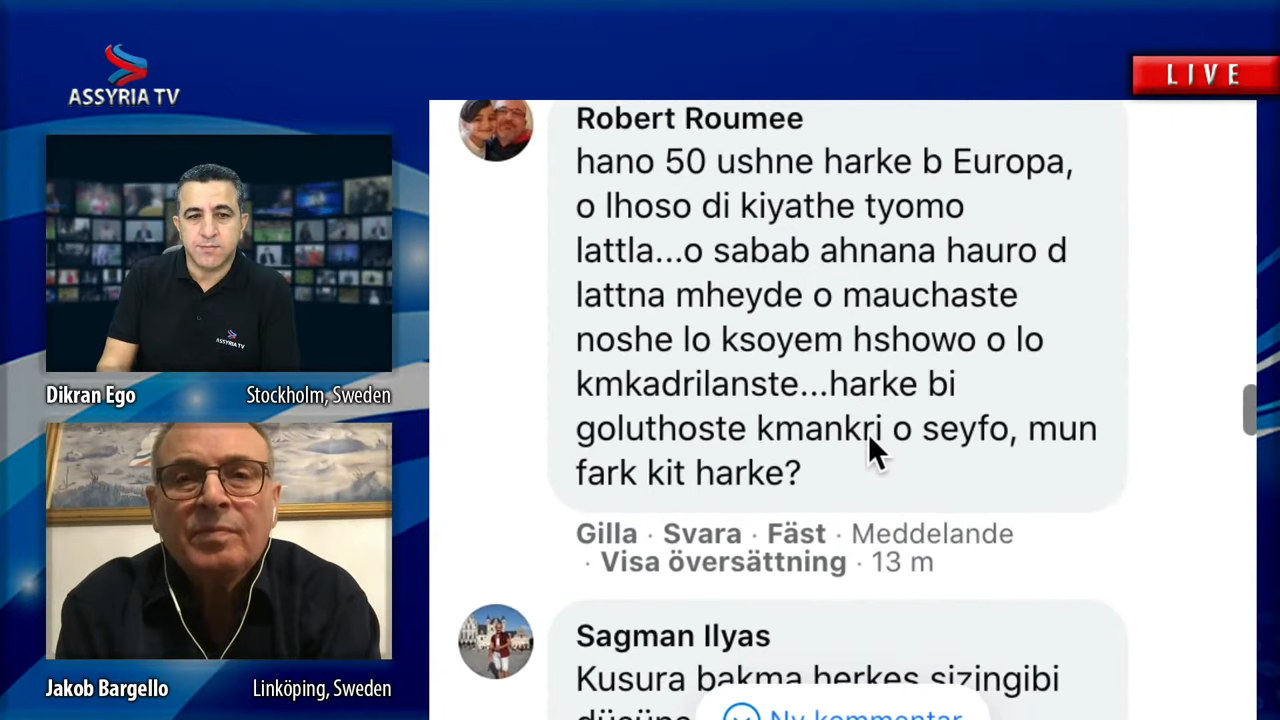 ASSYRIA TV
LIVE
ASSYRIA TV
Dikran Ego
Stockholm, Sweden
Jakob Bargello
Linköping, Sweden
Robert Roumee
hano 50 ushne harke b Europa,
o lhoso di kiyathe tyomo
lattla...o sabab ahnana hauro d
lattna mheyde o mauchaste
noshe lo ksoyem hshowo o lo
kmkadrilanste...harke bi
goluthoste kmankri o seyfo, mun
fark kit harke?
Gilla · Svara · Fäst · Meddelande
· Visa översättning · 13 m
Sagman Ilyas
Kusura bakma herkes sizingibi
Ny kommentar